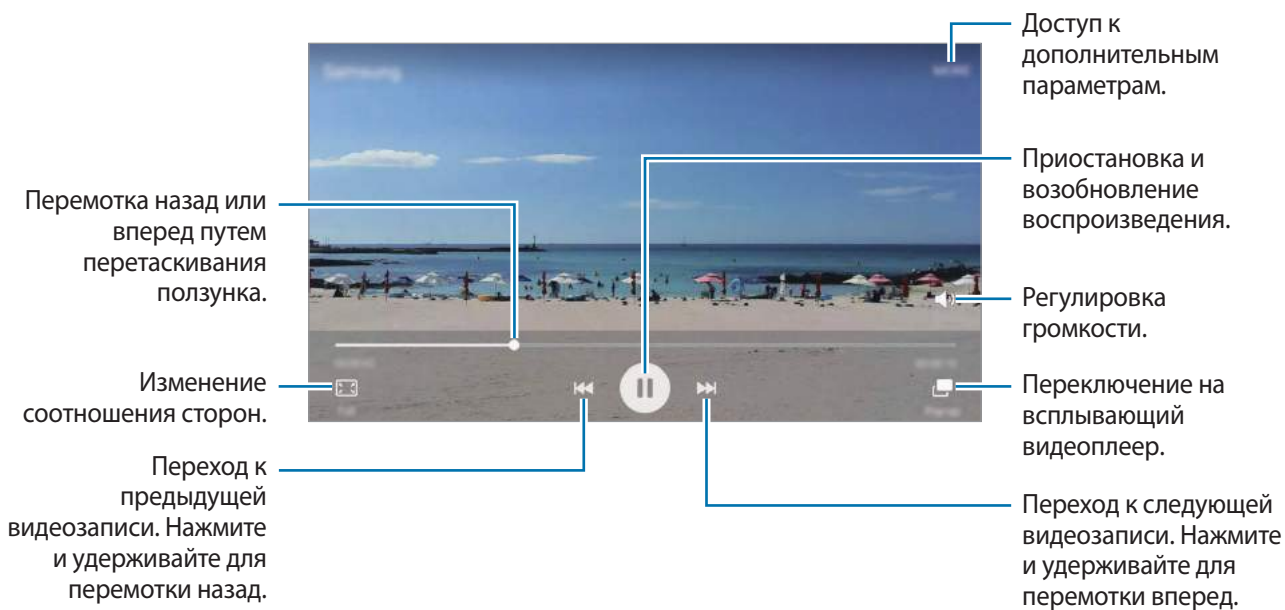 Доступ к
дополнительным
параметрам.
Приостановка и
возобновление
воспроизведения.
Перемотка назад или
вперед путем
перетаскивания
ползунка.
Регулировка
громкости.
Изменение
соотношения сторон.
Переключение на
всплывающий
видеоплеер.
Переход к
предыдущей
видеозаписи. Нажмите
и удерживайте для
перемотки назад.
Переход к следующей
видеозаписи. Нажмите
и удерживайте для
перемотки вперед.